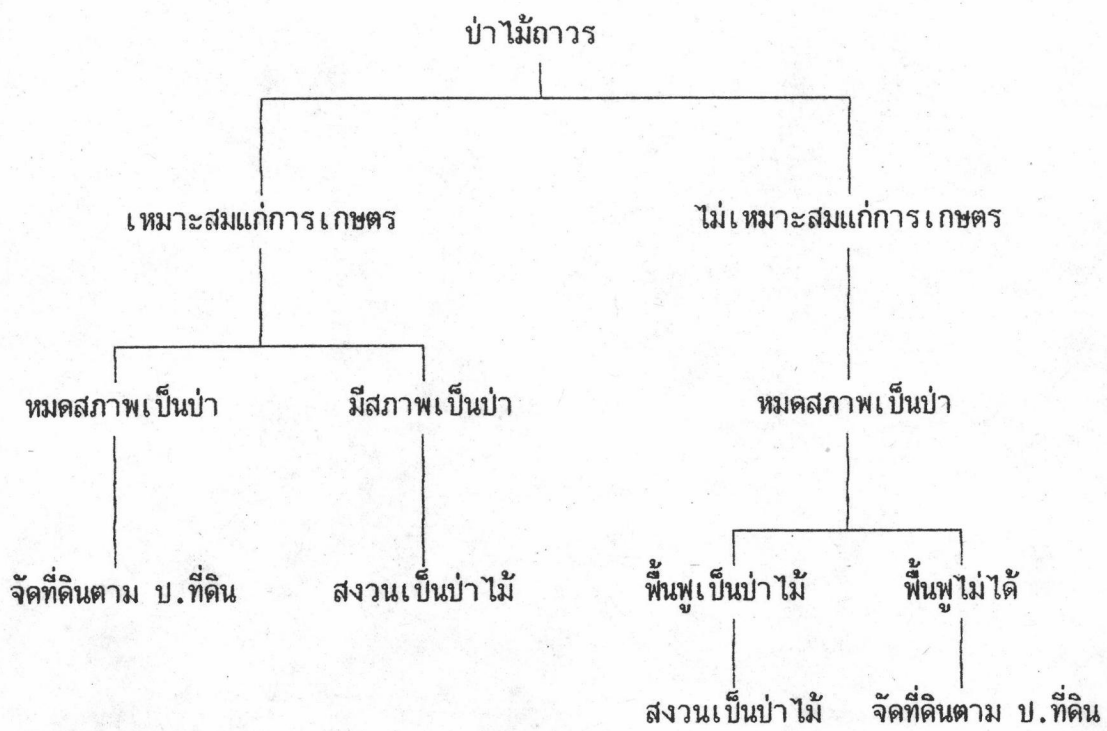 ป่าไม้ถาวร
เหมาะสมแก่การเกษตร ไม่เหมาะสมแก่การเกษตร
หมดสภาพเป็นป่า มีสภาพเป็นป่า หมดสภาพเป็นป่า
จัดที่ดินตาม ป.ที่ดิน สงวนเป็นป่าไม้ ฟื้นฟูเป็นป่าไม้ ฟื้นฟูไม่ได้
สงวนเป็นป่าไม้ จัดที่ดินตาม ป.ที่ดิน